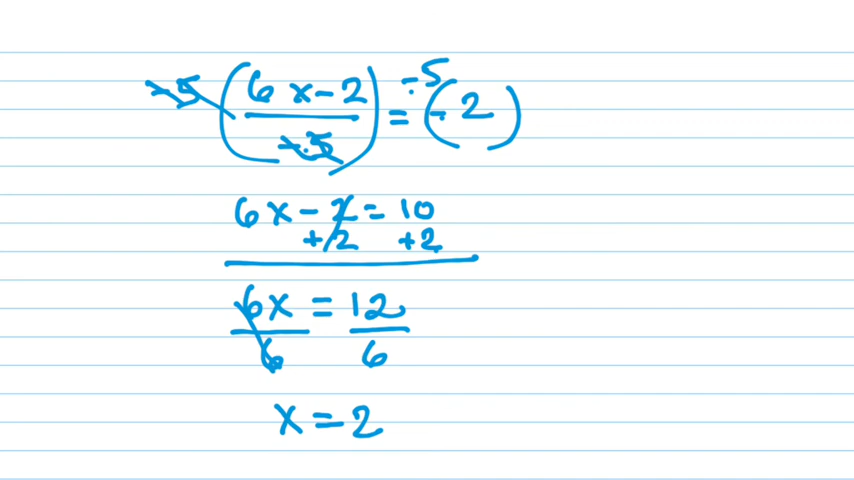 -5 (6x-2 / -5) = -5(-2)
6x - 2 = 10
+2 +2
6x = 12
6 6
x = 2